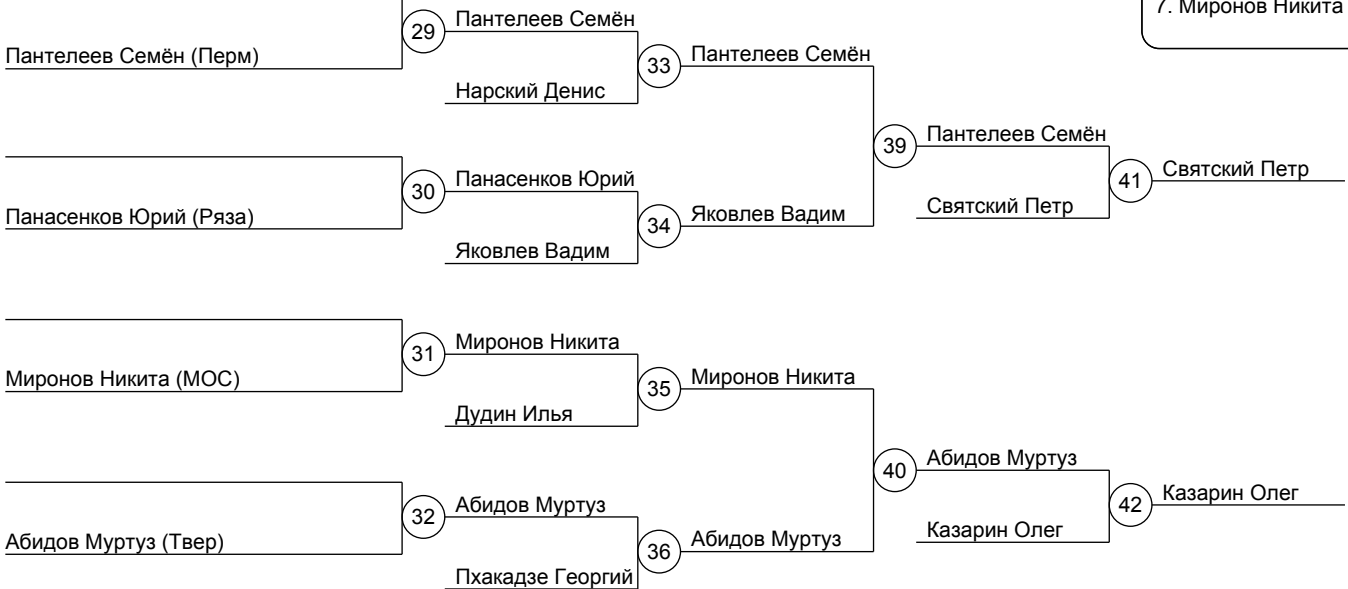 7. Миронов Никита
29
Пантелеев Семён
Пантелеев Семён (Перм)
33
Пантелеев Семён
Нарский Денис
39
Пантелеев Семён
30
Панасенков Юрий
41
Святский Петр
Панасенков Юрий (Ряза)
34
Яковлев Вадим
Святский Петр
Яковлев Вадим
31
Миронов Никита
Миронов Никита (МОС)
35
Миронов Никита
Дудин Илья
40
Абидов Муртуз
32
Абидов Муртуз
42
Казарин Олег
Абидов Муртуз (Твер)
36
Абидов Муртуз
Казарин Олег
Пхакадзе Георгий